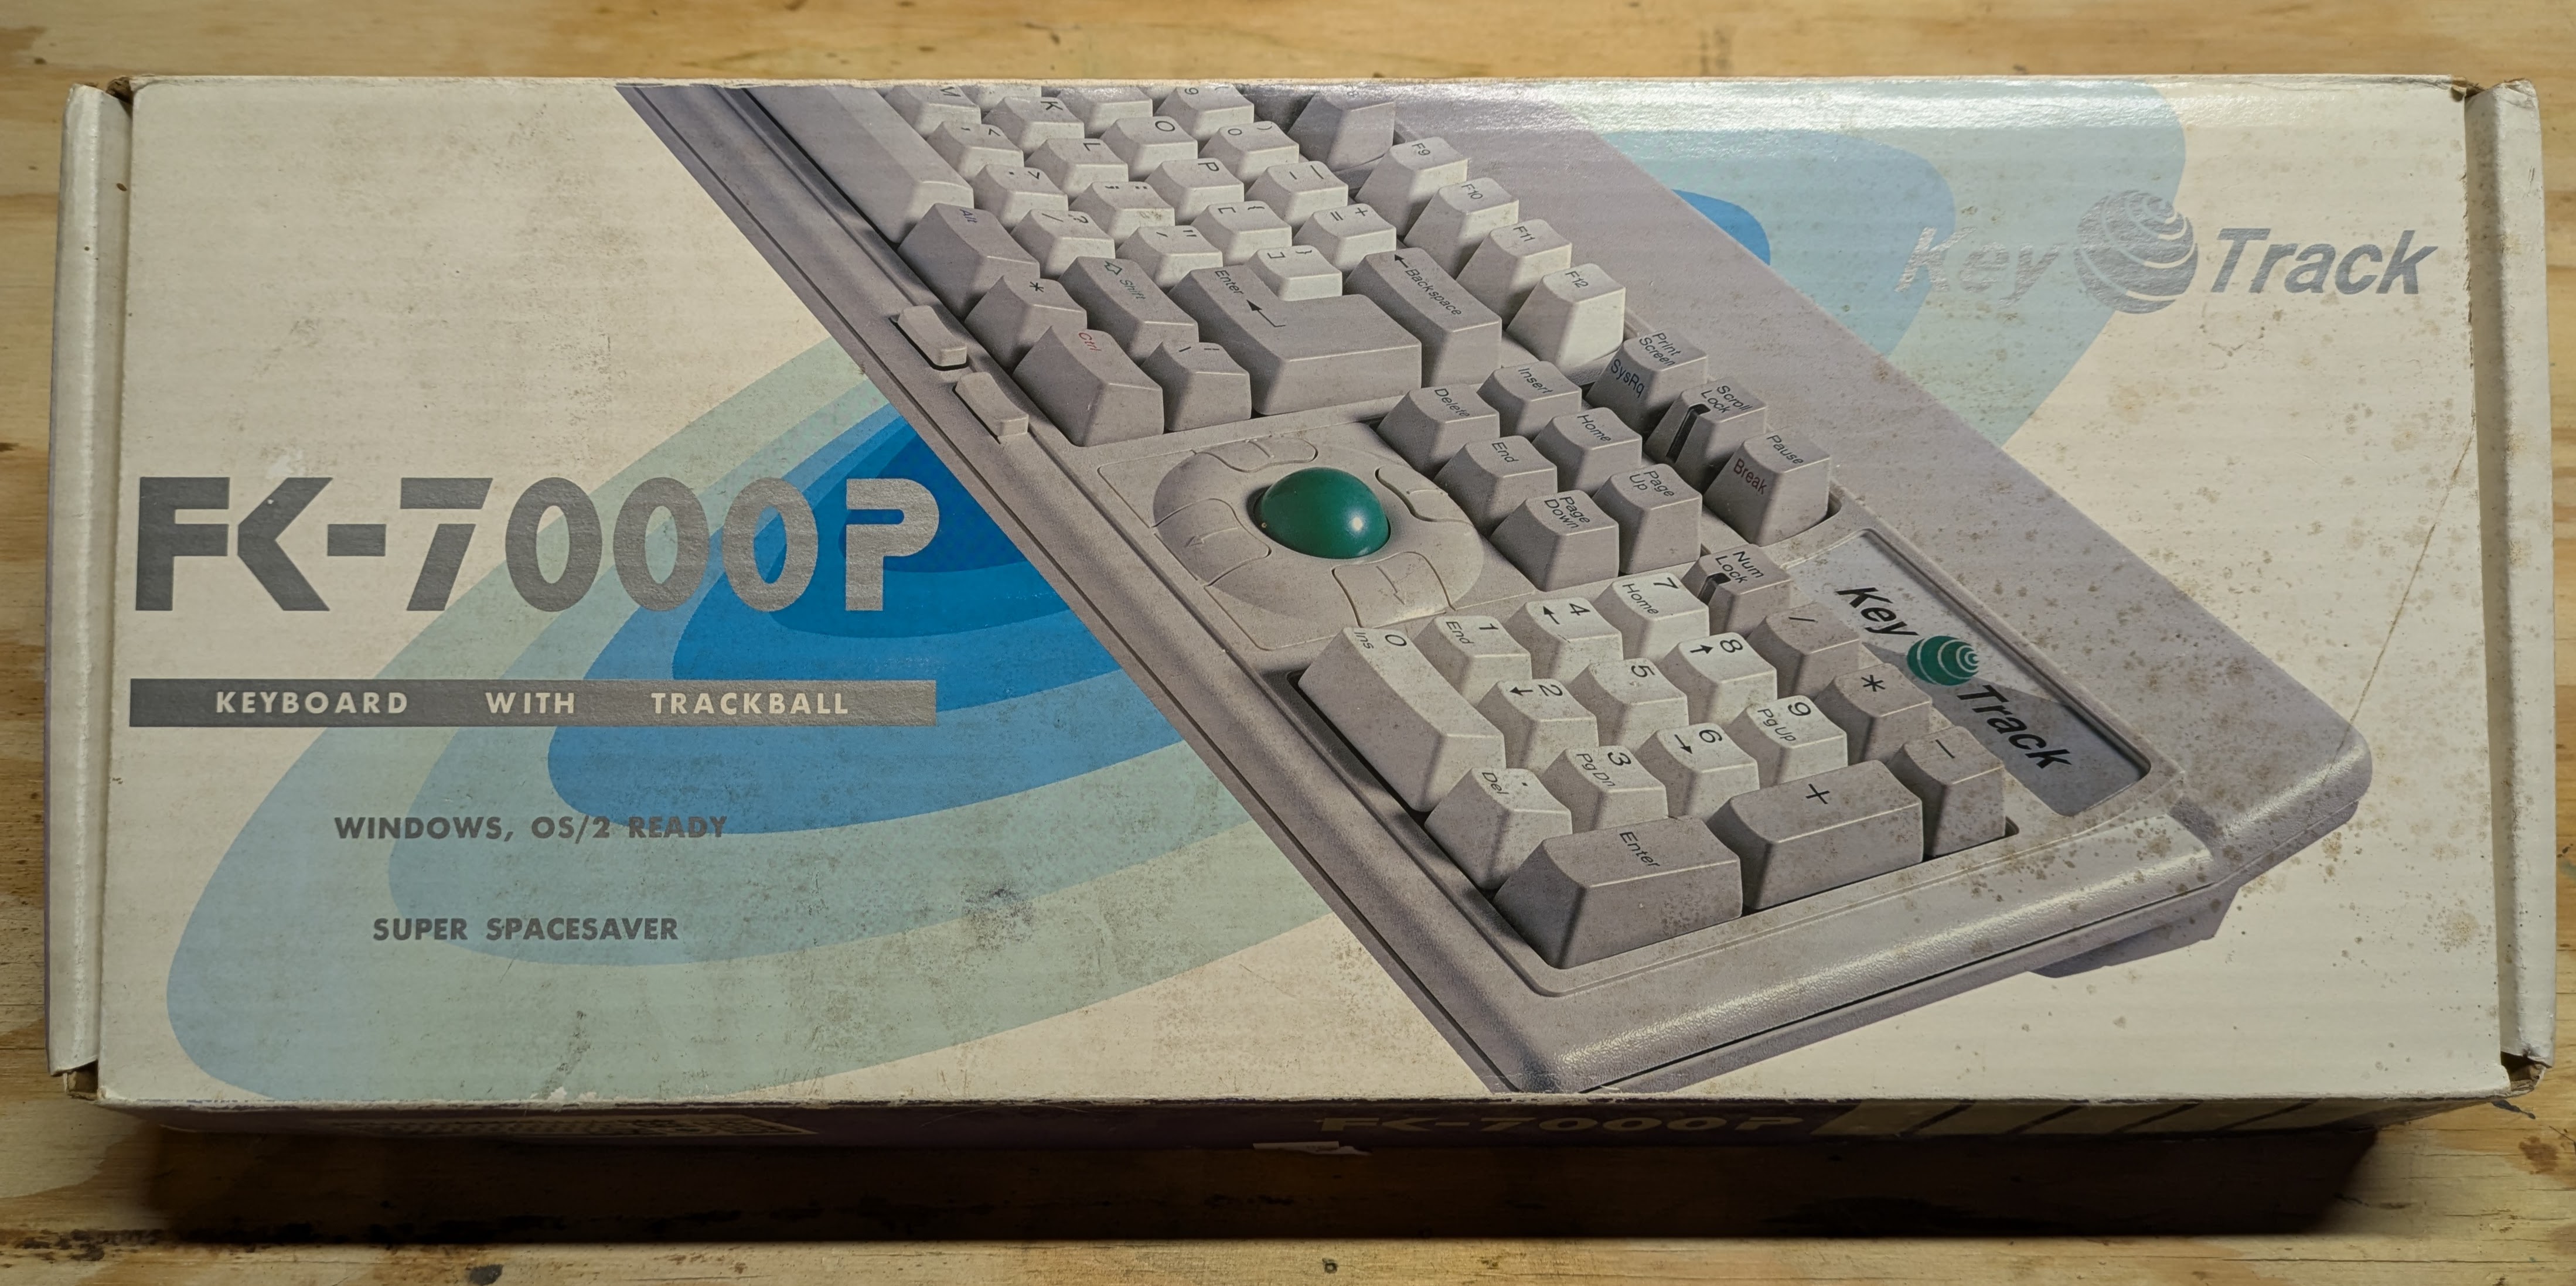 Key Track
FK-7000P
KEYBOARD WITH TRACKBALL
WINDOWS, OS/2 READY
SUPER SPACESAVER
M
K
9 (
, <
L
O
0 )
F9
. >
; :
P
- _
F10
Alt
/ ?
' "
[ {
= +
F11
*
Shift
Enter
] }
Backspace
F12
Ctrl
Delete
Insert
Print Screen
SysRq
End
Home
Scroll Lock
Page Down
Page Up
Pause
Break
Num Lock
0
Ins
1
End
4
7
Home
/
2
5
8
*
.
Del
3
PgDn
6
9
PgUp
-
Enter
+
Key Track
FK-7000P